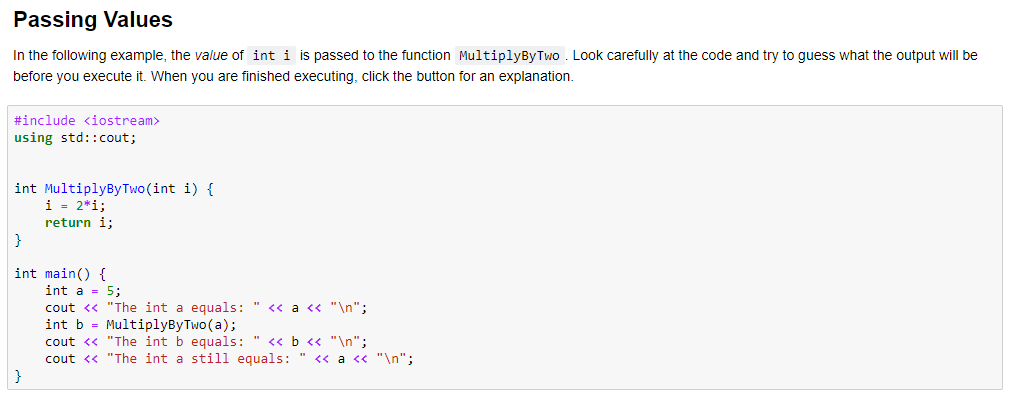 Passing Values
In the following example, the value of int i is passed to the function MultiplyByTwo . Look carefully at the code and try to guess what the output will be
before you execute it. When you are finished executing, click the button for an explanation.
#include <iostream>
using std::cout;
int MultiplyByTwo(int i) {
    i = 2*i;
    return i;
}
int main() {
    int a = 5;
    cout << "The int a equals: " << a << "\n";
    int b = MultiplyByTwo(a);
    cout << "The int b equals: " << b << "\n";
    cout << "The int a still equals: " << a << "\n";
}